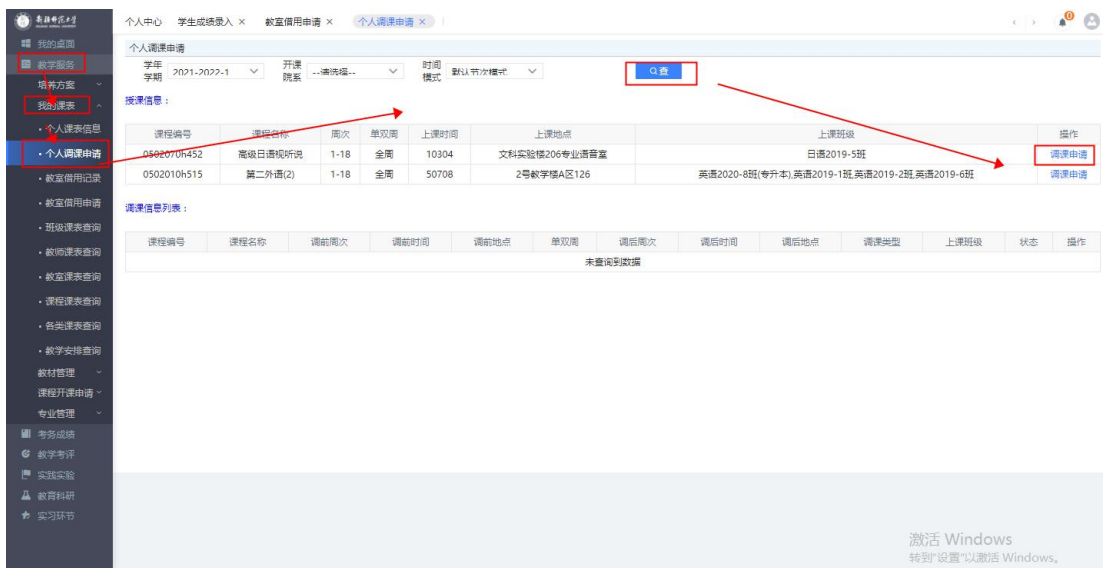 个人中心 学生成绩录入 × 教室借用申请 × 个人调课申请 ×
我的桌面
教学服务
培养方案
我的课表
· 个人课表信息
· 个人调课申请
· 教室借用记录
· 教室借用申请
· 班级课表查询
· 教师课表查询
· 教室课表查询
· 课程课表查询
· 各类课表查询
· 教学安排查询
教材管理
课程开课申请
专业管理
考务成绩
教学考评
实践实验
教育科研
实习环节
个人调课申请
学年学期 2021-2022-1 开课院系 --请选择-- 时间模式 默认节次模式 查
授课信息：
课程编号 课程名称 周次 单双周 上课时间 上课地点 上课班级 操作
0502070h452 高级日语视听说 1-18 全周 10304 文科实验楼206专业语音室 日语2019-5班 调课申请
0502010h515 第二外语(2) 1-18 全周 50708 2号教学楼A区126 英语2020-8班(专升本),英语2019-1班,英语2019-2班,英语2019-6班 调课申请
调课信息列表：
课程编号 课程名称 调前周次 调前时间 调前地点 单双周 调后周次 调后时间 调后地点 调课类型 上课班级 状态 操作
未查询到数据
激活 Windows
转到"设置"以激活 Windows。